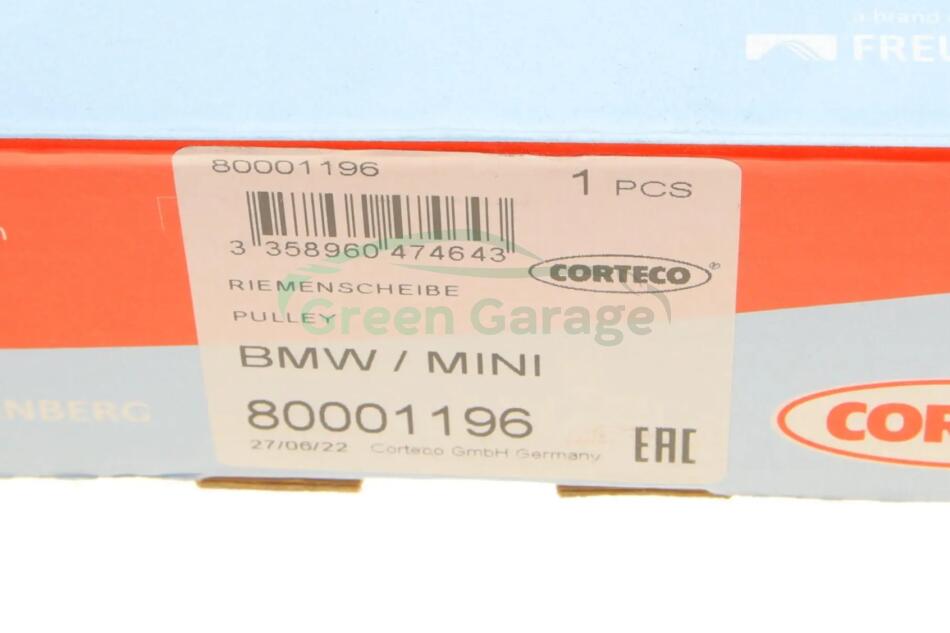 a brand
FREU
80001196
1 PCS
3 358960 474643
CORTECO®
RIEMENSCHEIBE
PULLEY
Green Garage
BMW / MINI
NBERG
80001196
COR
27/06/22 Corteco GmbH Germany
EAC